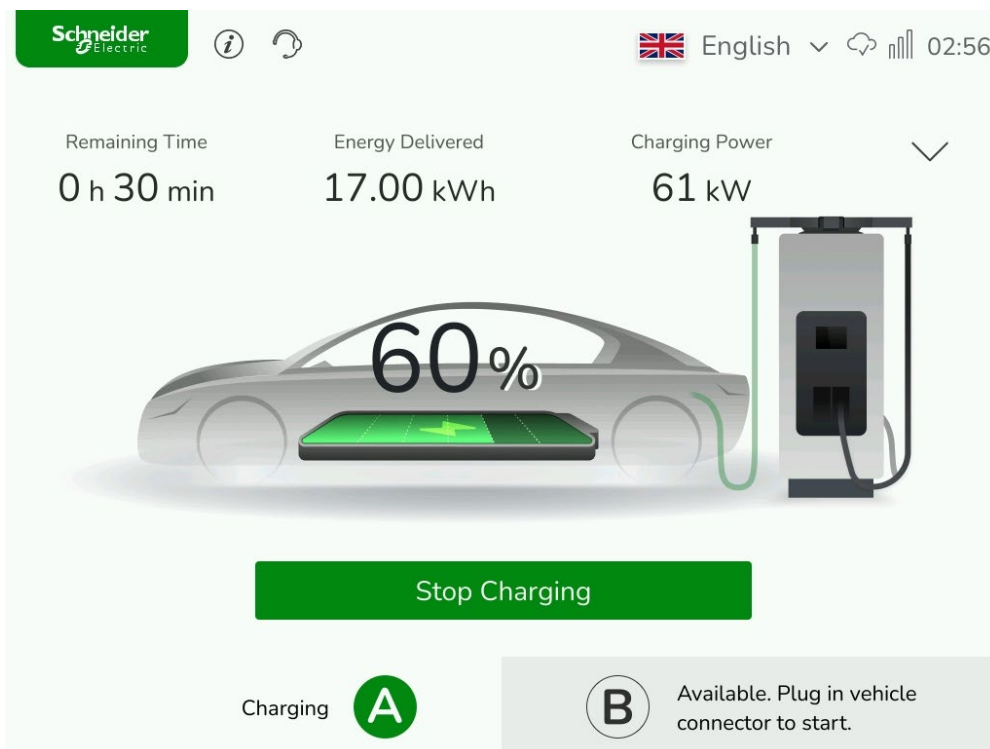 Schneider
Electric
i
English
02:56
Remaining Time
Energy Delivered
Charging Power
0 h 30 min
17.00 kWh
61 kW
60%
Stop Charging
Charging
A
B
Available. Plug in vehicle
connector to start.